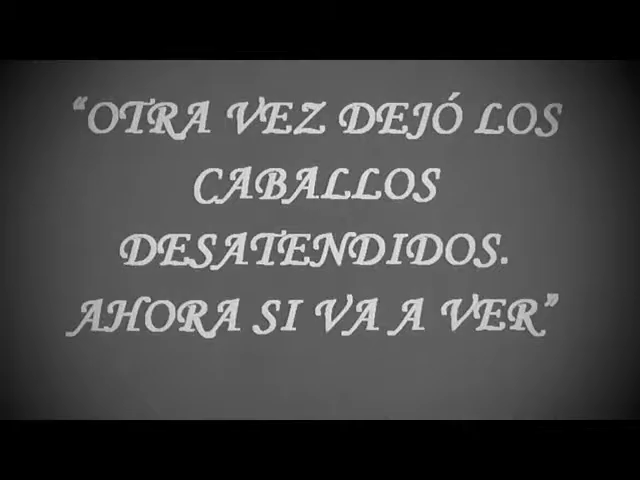 “OTRA VEZ DEJÓ LOS
CABALLOS
DESATENDIDOS.
AHORA SI VA A VER”